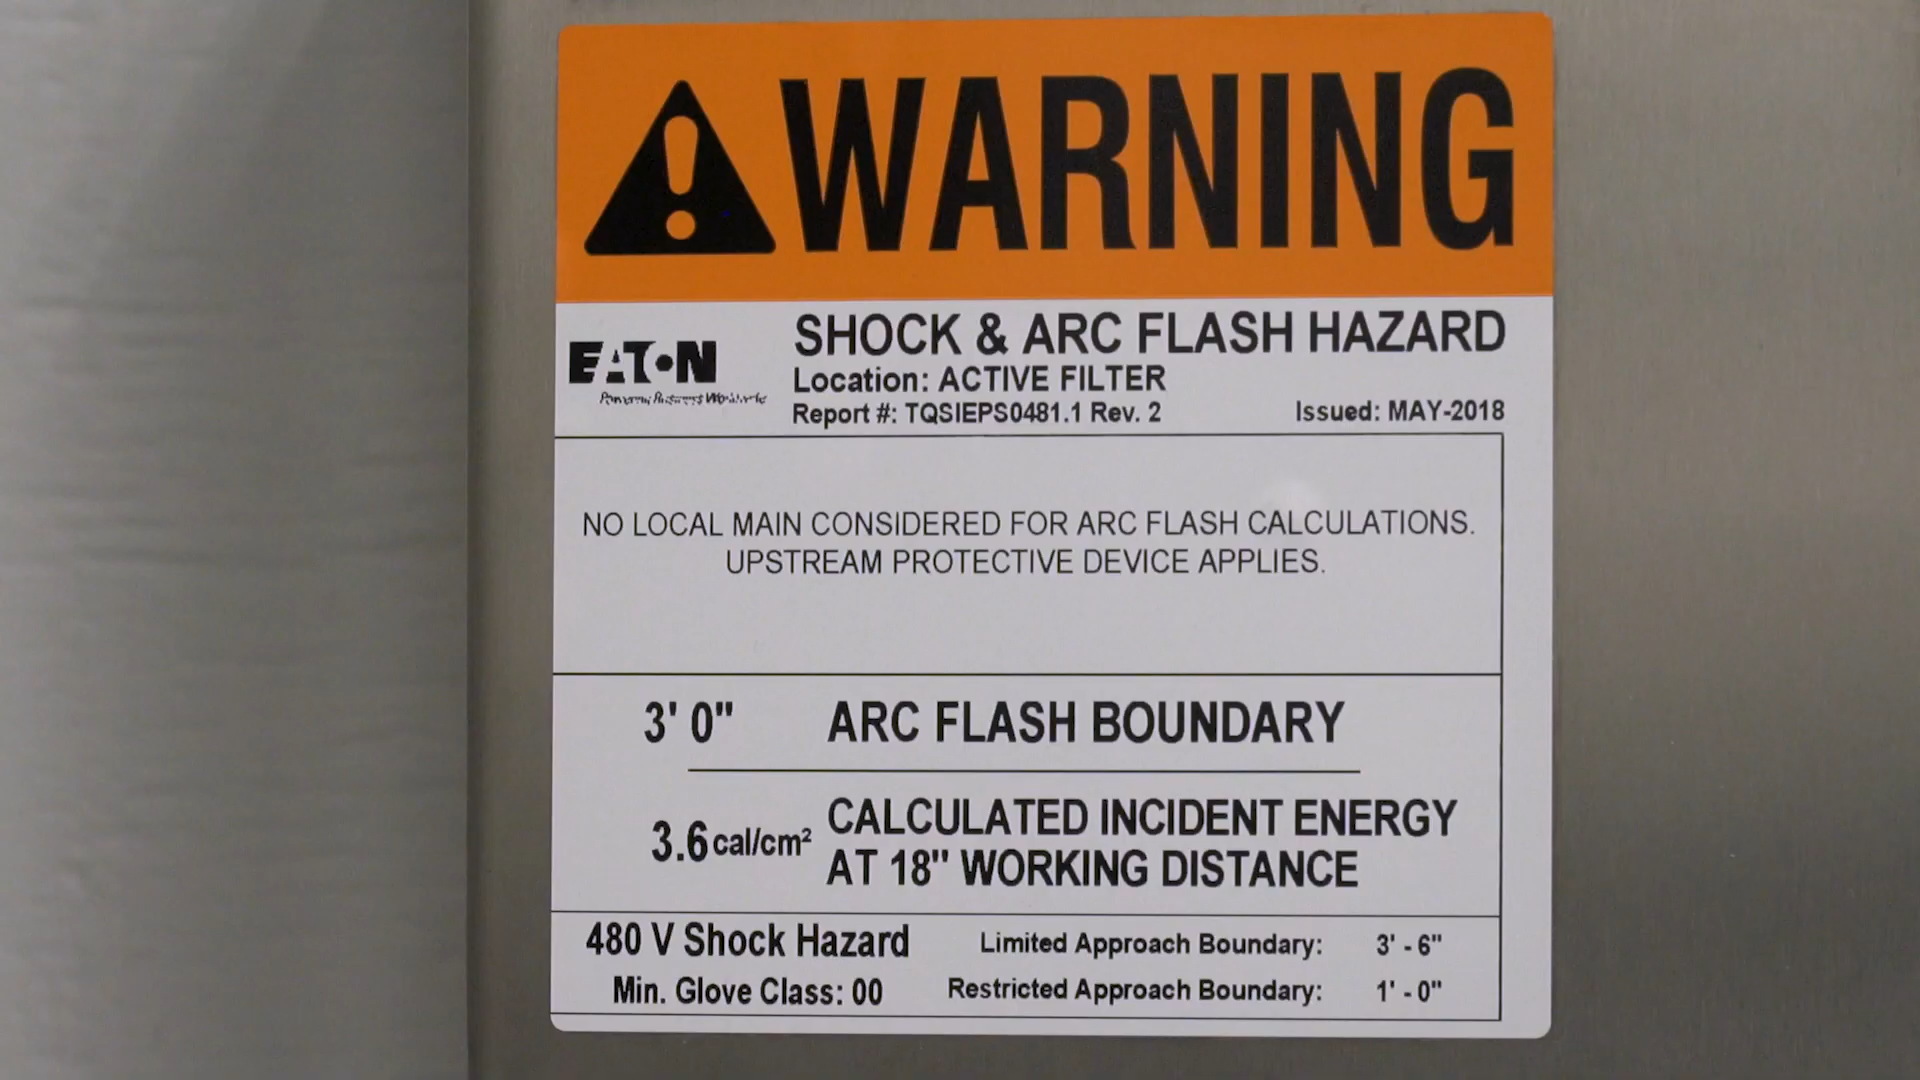 WARNING
EATON
Powering Business Worldwide
SHOCK & ARC FLASH HAZARD
Location: ACTIVE FILTER
Report #: TQSIEPS0481.1 Rev. 2 Issued: MAY-2018
NO LOCAL MAIN CONSIDERED FOR ARC FLASH CALCULATIONS.
UPSTREAM PROTECTIVE DEVICE APPLIES.
3' 0" ARC FLASH BOUNDARY
3.6 cal/cm² CALCULATED INCIDENT ENERGY
AT 18" WORKING DISTANCE
480 V Shock Hazard Limited Approach Boundary: 3' - 6"
Min. Glove Class: 00 Restricted Approach Boundary: 1' - 0"